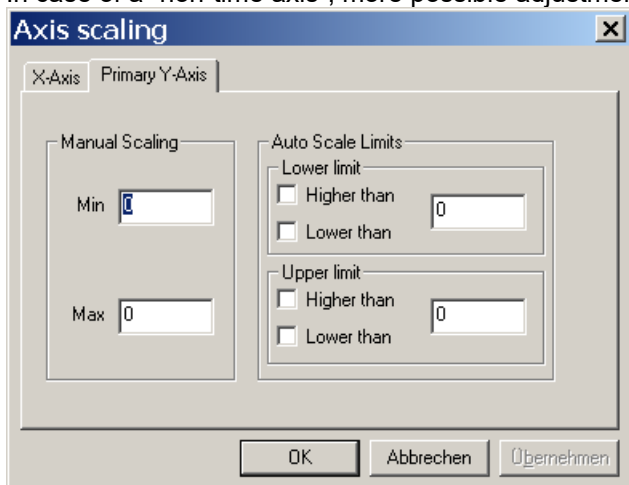 in case of a "non-time axis", more possible adjustme
Axis scaling
X-Axis Primary Y-Axis
Manual Scaling
Min 0
Max 0
Auto Scale Limits
Lower limit
Higher than
Lower than
0
Upper limit
Higher than
Lower than
0
OK Abbrechen Übernehmen